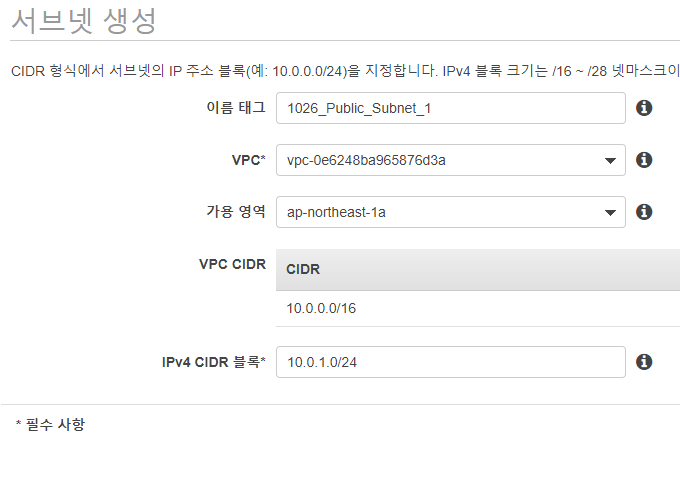 서브넷 생성
CIDR 형식에서 서브넷의 IP 주소 블록(예: 10.0.0.0/24)을 지정합니다. IPv4 블록 크기는 /16 ~ /28 넷마스크이
이름 태그 1026_Public_Subnet_1
VPC* vpc-0e6248ba965876d3a
가용 영역 ap-northeast-1a
VPC CIDR CIDR
10.0.0.0/16
IPv4 CIDR 블록* 10.0.1.0/24
* 필수 사항